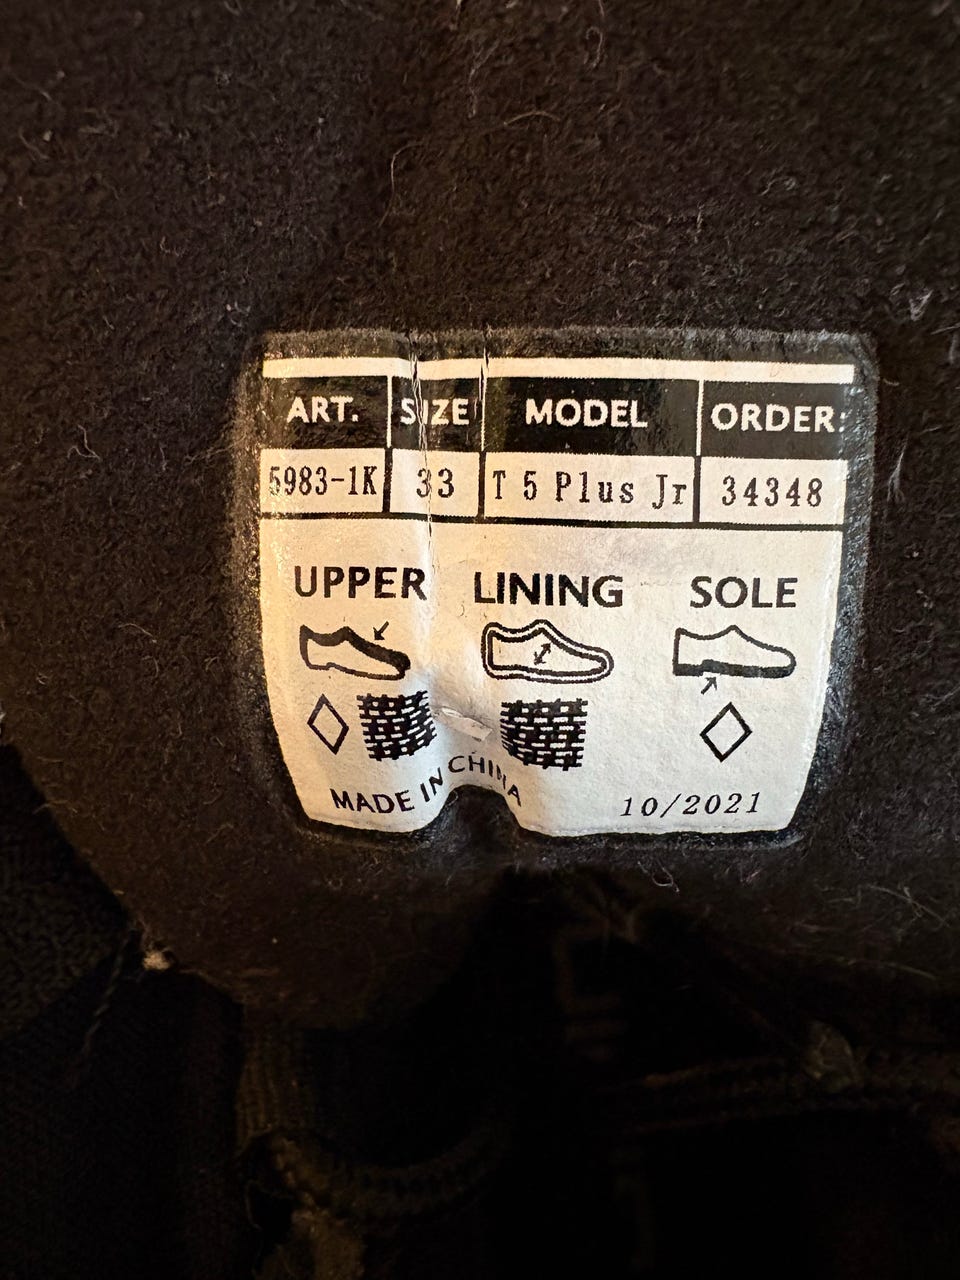 ART. SIZE MODEL ORDER:
5983-1K 33 T 5 Plus Jr 34348
UPPER LINING SOLE
MADE IN CHINA
10/2021